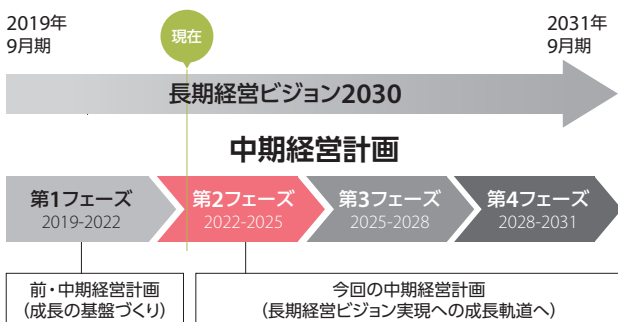 2019年
9月期
現在
2031年
9月期
長期経営ビジョン2030
中期経営計画
第1フェーズ
2019-2022
第2フェーズ
2022-2025
第3フェーズ
2025-2028
第4フェーズ
2028-2031
前・中期経営計画
（成長の基盤づくり）
今回の中期経営計画
（長期経営ビジョン実現への成長軌道へ）